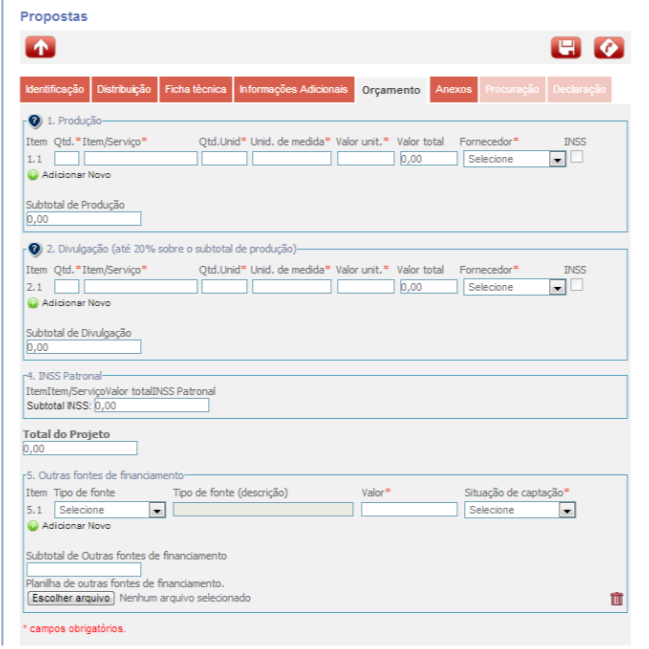 Propostas
Identificação Distribuição Ficha técnica Informações Adicionais Orçamento Anexos Procuração Declaração
? 1. Produção
Item Qtd.* Item/Serviço* Qtd.Unid* Unid. de medida* Valor unit.* Valor total Fornecedor* INSS
1.1 0,00 Selecione
Adicionar Novo
Subtotal de Produção
0,00
? 2. Divulgação (até 20% sobre o subtotal de produção)
Item Qtd.* Item/Serviço* Qtd.Unid* Unid. de medida* Valor unit.* Valor total Fornecedor* INSS
2.1 0,00 Selecione
Adicionar Novo
Subtotal de Divulgação
0,00
4. INSS Patronal
ItemItem/ServiçoValor totalINSS Patronal
Subtotal INSS: 0,00
Total do Projeto
0,00
5. Outras fontes de financiamento
Item Tipo de fonte Tipo de fonte (descrição) Valor* Situação de captação*
5.1 Selecione Selecione
Adicionar Novo
Subtotal de Outras fontes de financiamento
Planilha de outras fontes de financiamento.
Escolher arquivo Nenhum arquivo selecionado
* campos obrigatórios.